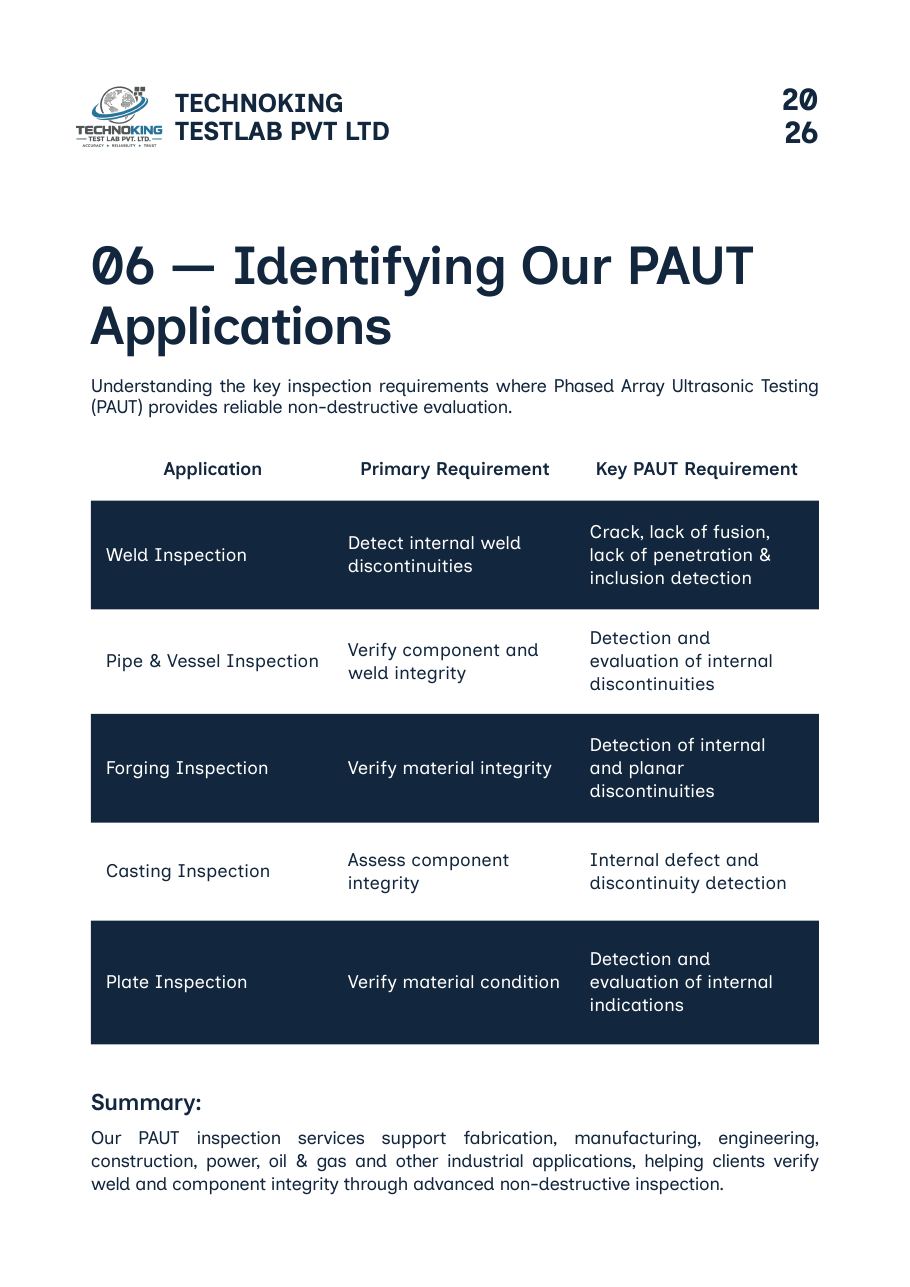 TECHNOKING
TEST LAB PVT. LTD.
ACCURACY • RELIABILITY • TRUST
TECHNOKING
TESTLAB PVT LTD
20
26
06 — Identifying Our PAUT
Applications
Understanding the key inspection requirements where Phased Array Ultrasonic Testing
(PAUT) provides reliable non-destructive evaluation.
Application Primary Requirement Key PAUT Requirement
Weld Inspection
Detect internal weld
discontinuities
Crack, lack of fusion,
lack of penetration &
inclusion detection
Pipe & Vessel Inspection
Verify component and
weld integrity
Detection and
evaluation of internal
discontinuities
Forging Inspection
Verify material integrity
Detection of internal
and planar
discontinuities
Casting Inspection
Assess component
integrity
Internal defect and
discontinuity detection
Plate Inspection
Verify material condition
Detection and
evaluation of internal
indications
Summary:
Our PAUT inspection services support fabrication, manufacturing, engineering,
construction, power, oil & gas and other industrial applications, helping clients verify
weld and component integrity through advanced non-destructive inspection.